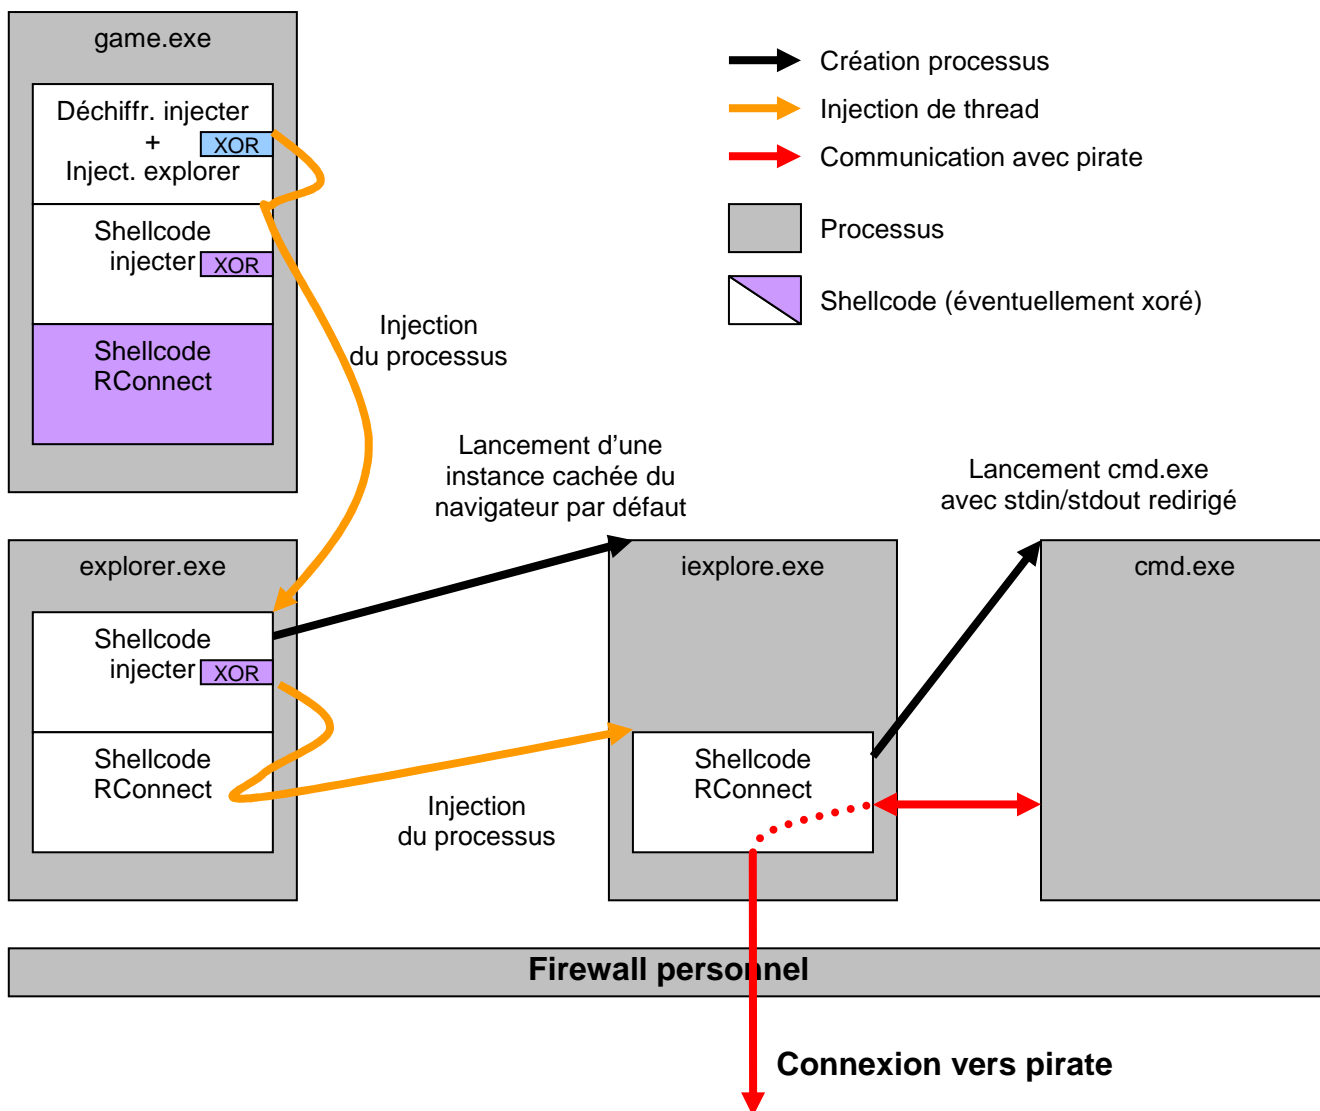 game.exe
Déchiffr. injecter
+
XOR
Inject. explorer
Shellcode
injecter
XOR
Shellcode
RConnect
Création processus
Injection de thread
Communication avec pirate
Processus
Shellcode (éventuellement xoré)
Injection
du processus
Lancement d'une
instance cachée du
navigateur par défaut
Lancement cmd.exe
avec stdin/stdout redirigé
explorer.exe
Shellcode
injecter
XOR
Shellcode
RConnect
Injection
du processus
iexplore.exe
Shellcode
RConnect
cmd.exe
Firewall personnel
Connexion vers pirate